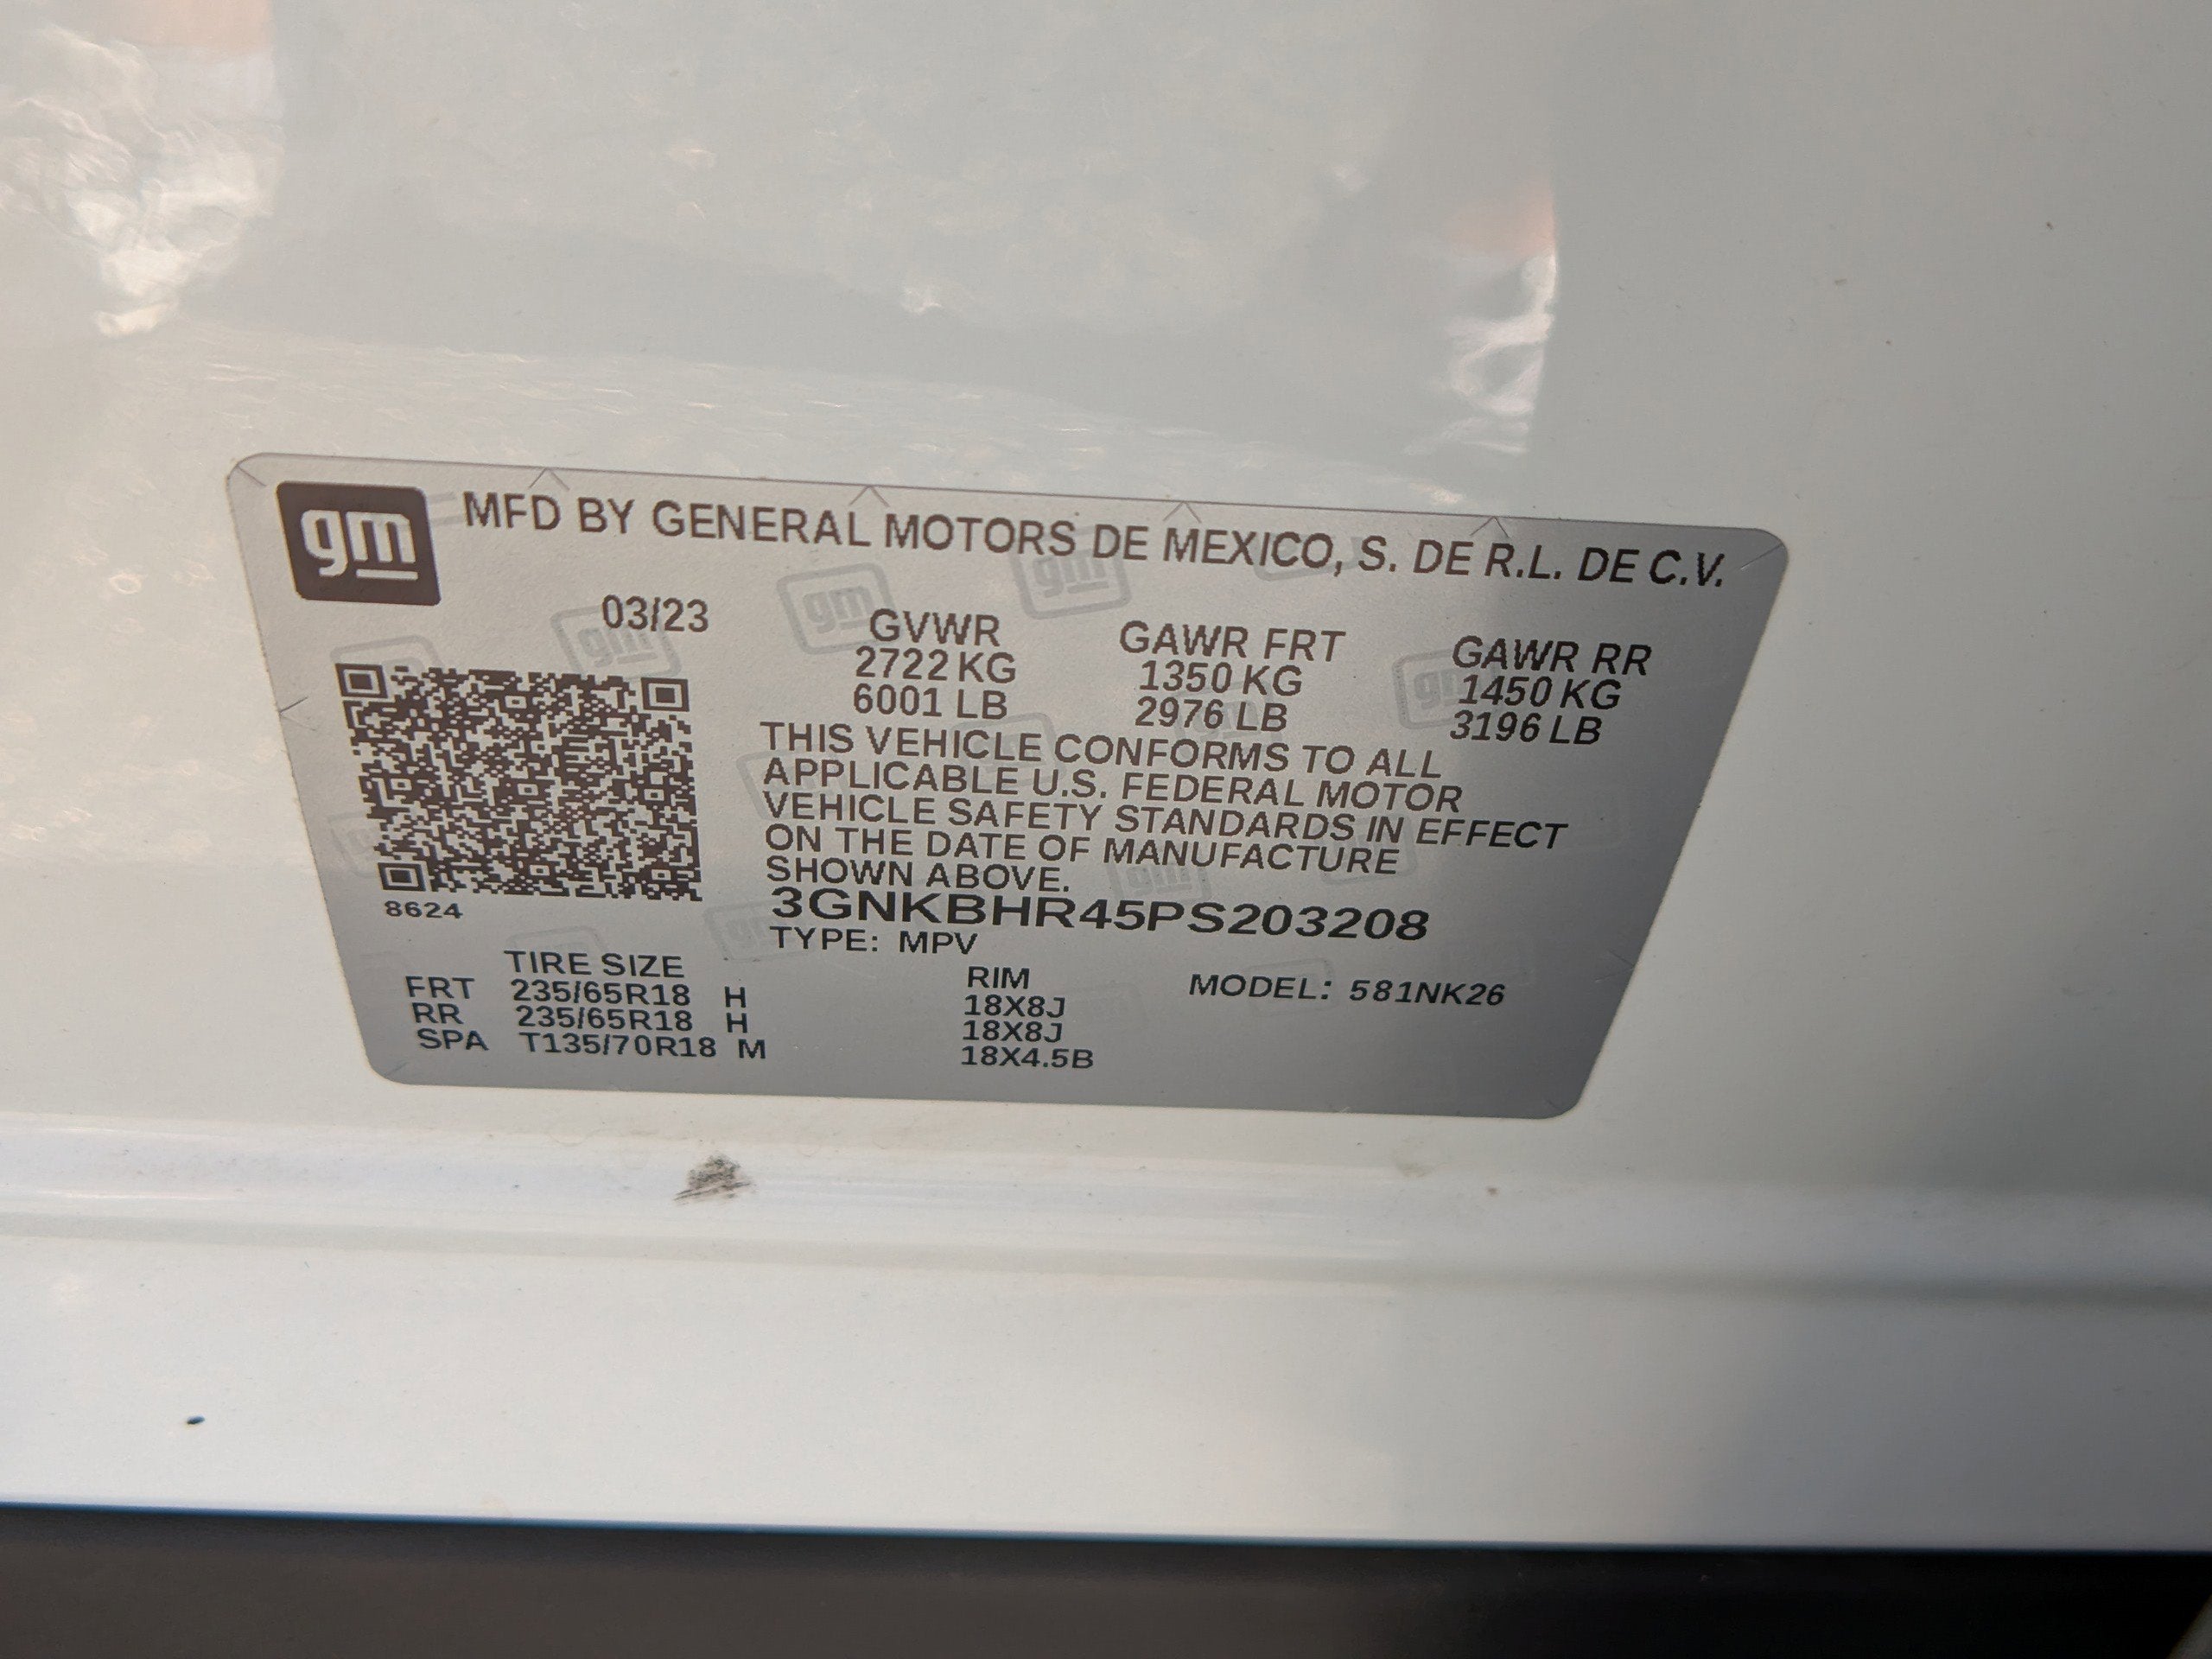 gm MFD BY GENERAL MOTORS DE MEXICO, S. DE R.L. DE C.V.
03/23 GVWR GAWR FRT GAWR RR
2722 KG 1350 KG 1450 KG
6001 LB 2976 LB 3196 LB
THIS VEHICLE CONFORMS TO ALL
APPLICABLE U.S. FEDERAL MOTOR
VEHICLE SAFETY STANDARDS IN EFFECT
ON THE DATE OF MANUFACTURE
SHOWN ABOVE.
8624 3GNKBHR45PS203208
TYPE: MPV
TIRE SIZE RIM MODEL: 581NK26
FRT 235/65R18 H 18X8J
RR 235/65R18 H 18X8J
SPA T135/70R18 M 18X4.5B